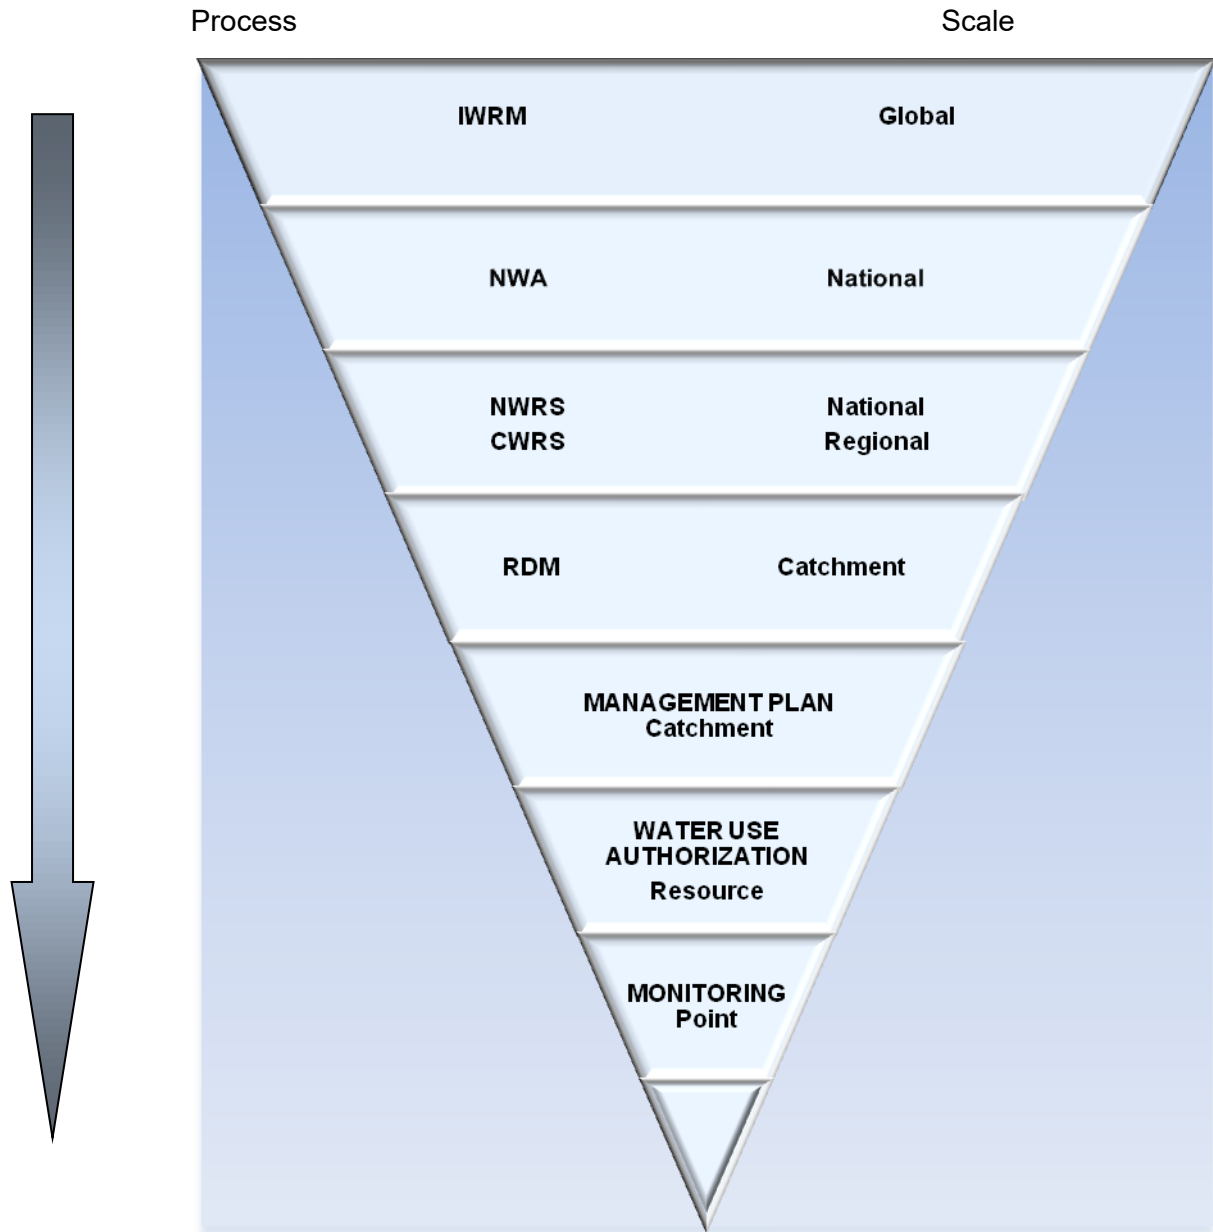 Process Scale
IWRM Global
NWA National
NWRS National
CWRS Regional
RDM Catchment
MANAGEMENT PLAN
Catchment
WATER USE
AUTHORIZATION
Resource
MONITORING
Point